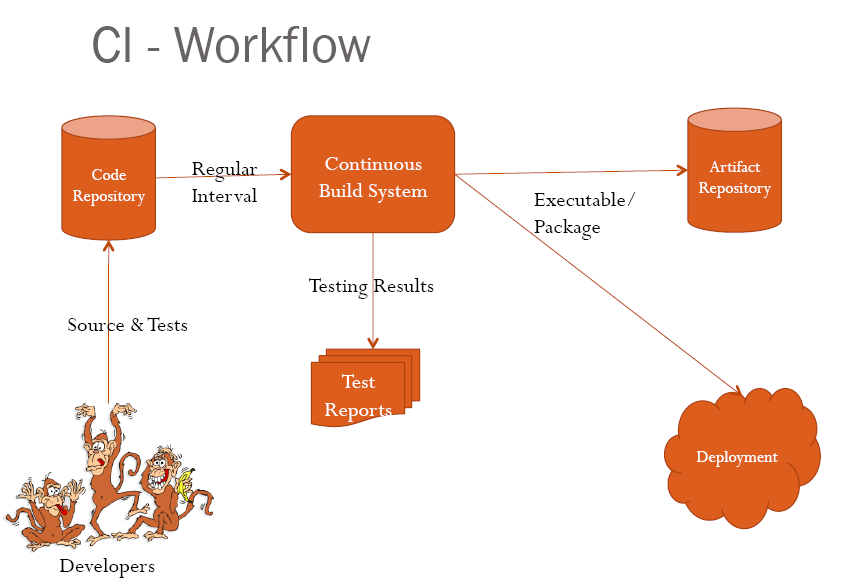 CI - Workflow
Code
Repository
Regular
Interval
Continuous
Build System
Executable/
Package
Artifact
Repository
Testing Results
Source & Tests
Test
Reports
Deployment
Developers